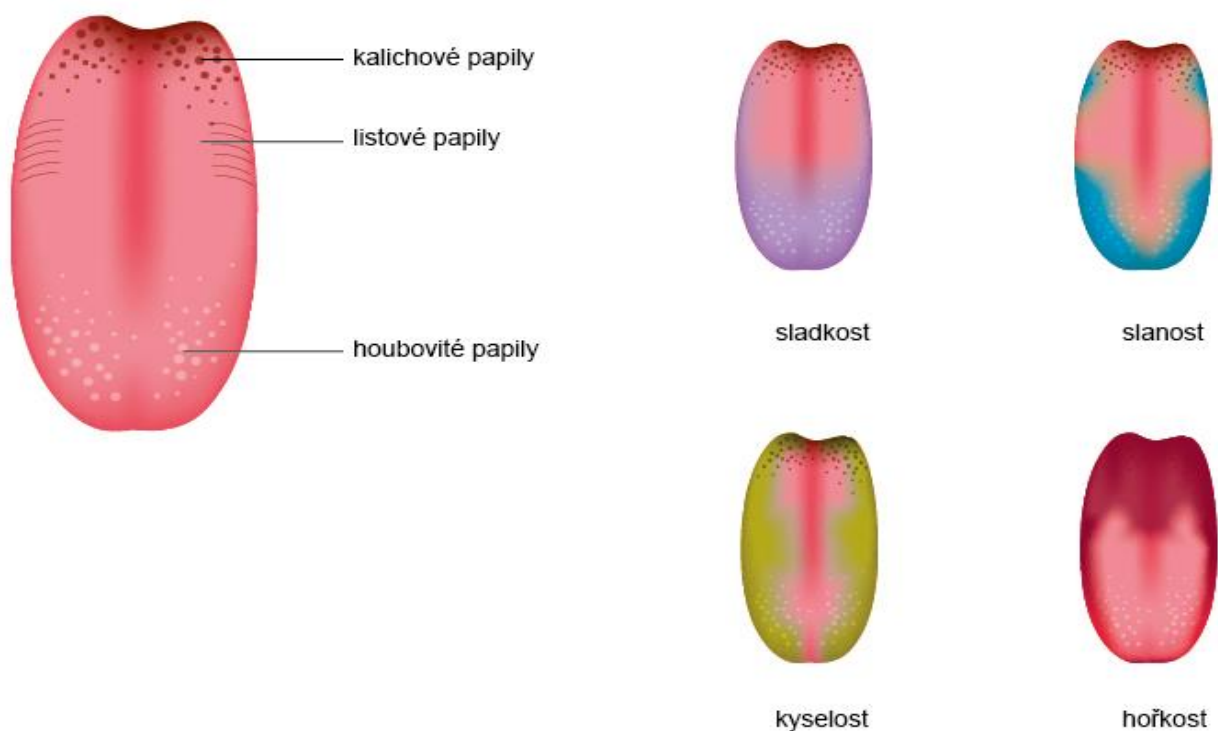 kalichové papily
listové papily
houbovité papily
sladkost
slanost
kyselost
hořkost